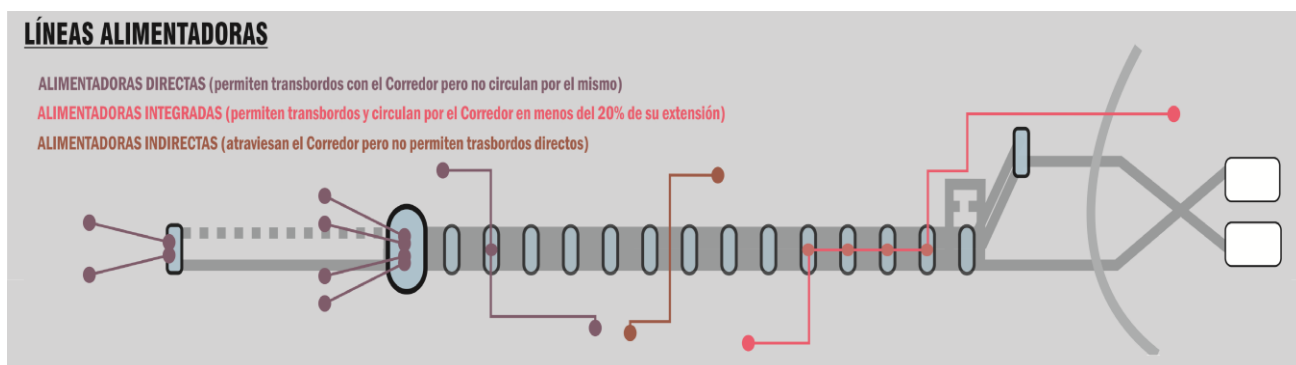 LÍNEAS ALIMENTADORAS
ALIMENTADORAS DIRECTAS (permiten transbordos con el Corredor pero no circulan por el mismo)
ALIMENTADORAS INTEGRADAS (permiten transbordos y circulan por el Corredor en menos del 20% de su extensión)
ALIMENTADORAS INDIRECTAS (atraviesan el Corredor pero no permiten trasbordos directos)